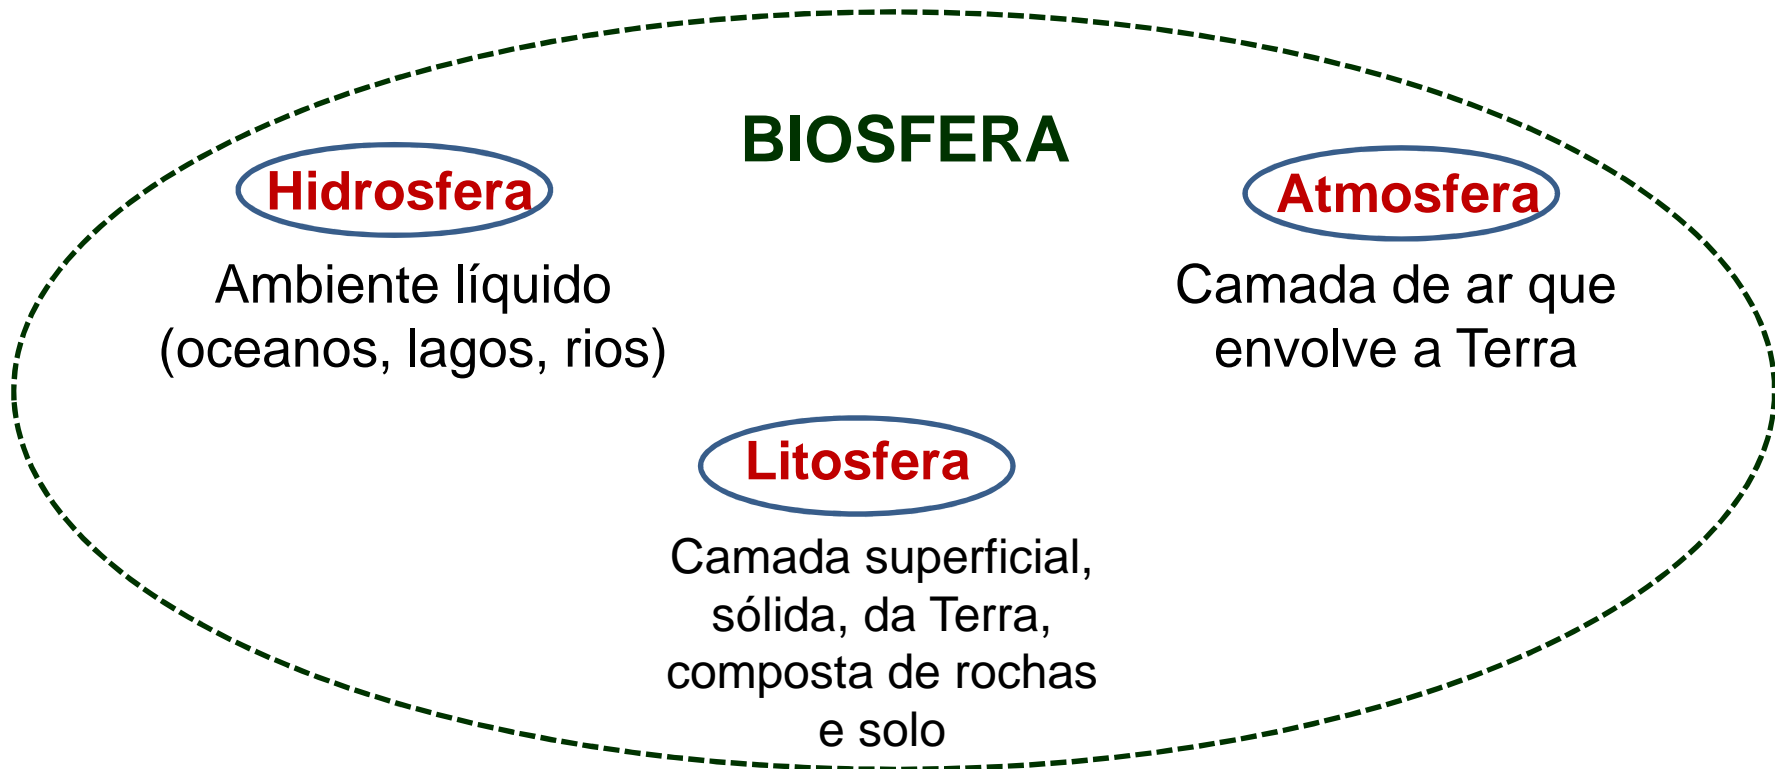 BIOSFERA
Hidrosfera
Ambiente líquido
(oceanos, lagos, rios)
Atmosfera
Camada de ar que
envolve a Terra
Litosfera
Camada superficial,
sólida, da Terra,
composta de rochas
e solo